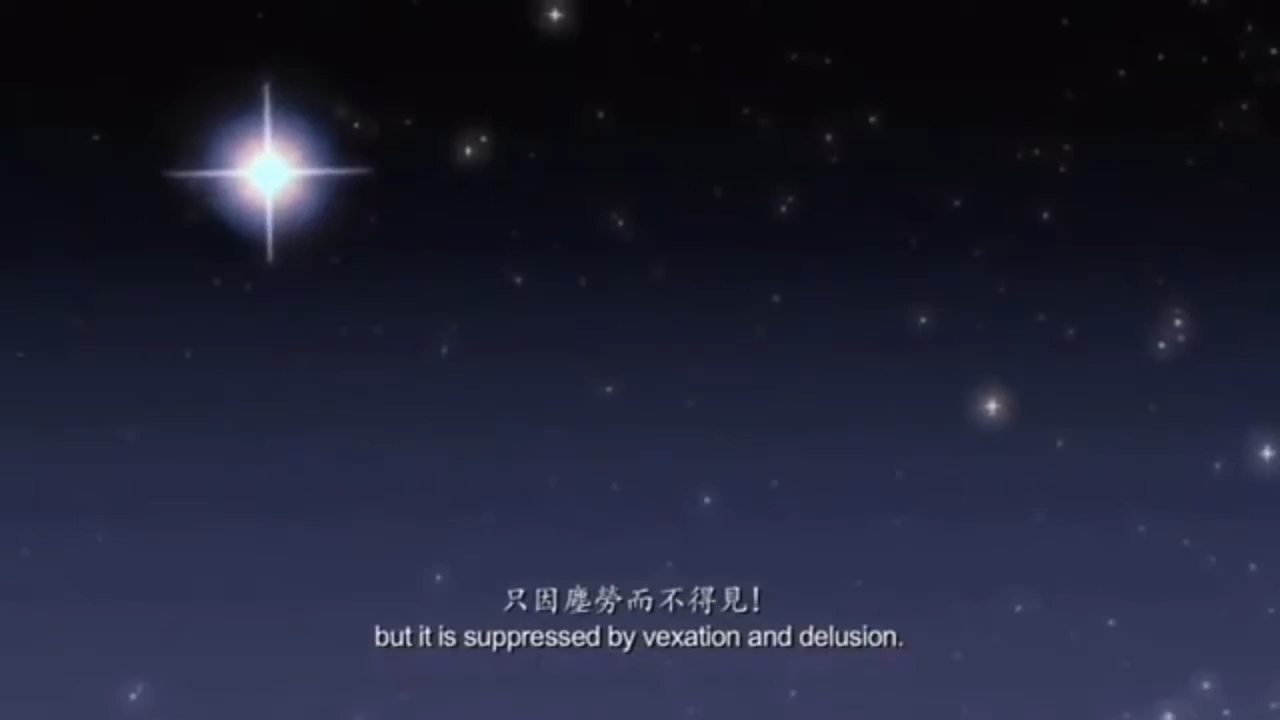 只因塵勞而不得見!
but it is suppressed by vexation and delusion.